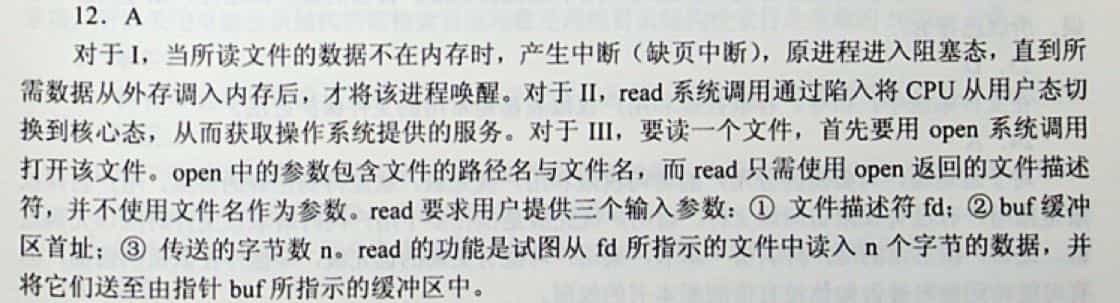 12. A
对于 I，当所读文件的数据不在内存时，产生中断（缺页中断），原进程进入阻塞态，直到所
需数据从外存调入内存后，才将该进程唤醒。对于 II，read 系统调用通过陷入将 CPU 从用户态切
换到核心态，从而获取操作系统提供的服务。对于 III，要读一个文件，首先要用 open 系统调用
打开该文件。open 中的参数包含文件的路径名与文件名，而 read 只需使用 open 返回的文件描述
符，并不使用文件名作为参数。read 要求用户提供三个输入参数：① 文件描述符 fd；② buf 缓冲
区首址；③ 传送的字节数 n。read 的功能是试图从 fd 所指示的文件中读入 n 个字节的数据，并
将它们送至由指针 buf 所指示的缓冲区中。